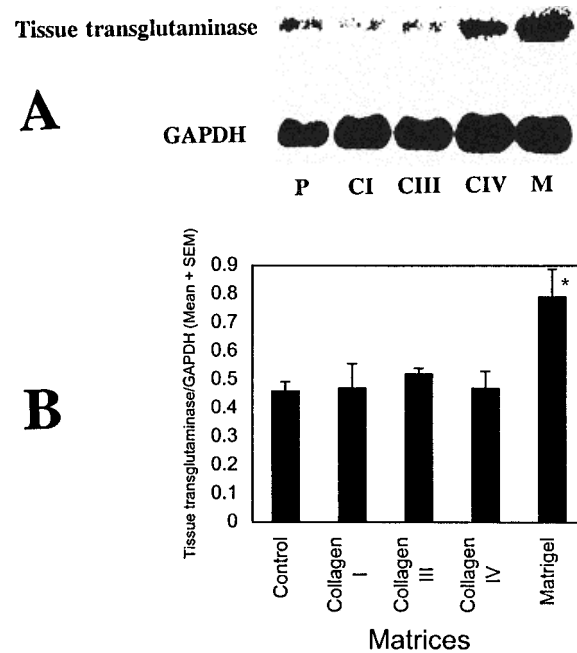 Tissue transglutaminase
A
GAPDH
P CI CIII CIV M
B
Tissue transglutaminase/GAPDH (Mean + SEM)
0.9
0.8
0.7
0.6
0.5
0.4
0.3
0.2
0.1
0
*
Control
Collagen I
Collagen III
Collagen IV
Matrigel
Matrices